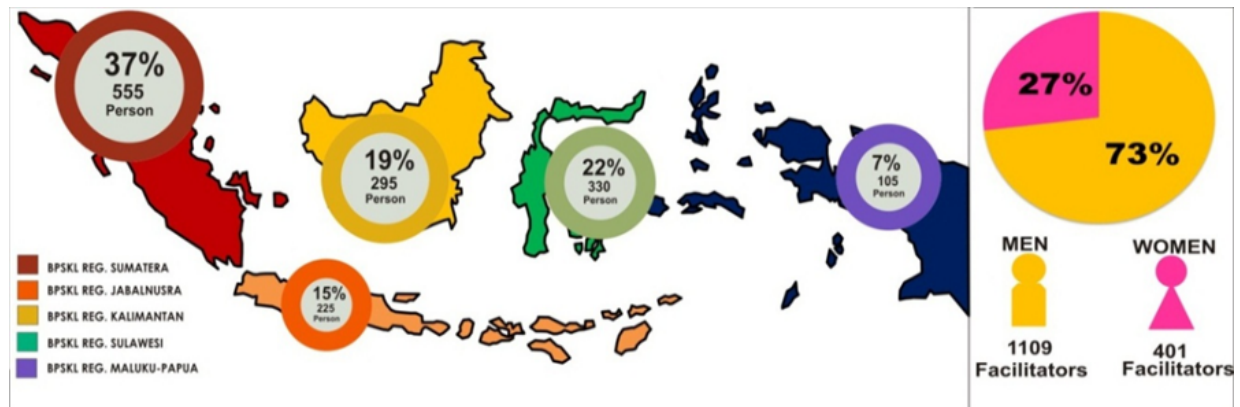 37%
555
Person
19%
295
Person
22%
330
Person
7%
105
Person
15%
225
Person
BPSKL REG. SUMATERA
BPSKL REG. JABALNUSRA
BPSKL REG. KALIMANTAN
BPSKL REG. SULAWESI
BPSKL REG. MALUKU-PAPUA
27%
73%
MEN
WOMEN
1109
Facilitators
401
Facilitators